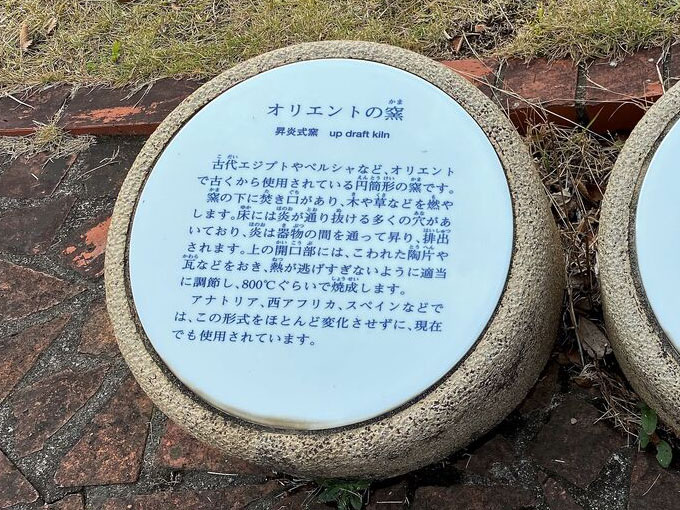 オリエントの窯
昇炎式窯 up draft kiln
古代エジプトやペルシャなど、オリエント
で古くから使用されている円筒形の窯です。
窯の下に焚き口があり、木や草などを燃や
します。床には炎が通り抜ける多くの穴があ
いており、炎は器物の間を通って昇り、排出
されます。上の開口部には、こわれた陶片や
瓦などをおき、熱が逃げすぎないように適当
に調節し、800℃ぐらいで焼成します。
アナトリア、西アフリカ、スペインなどで
は、この形式をほとんど変化させずに、現在
でも使用されています。